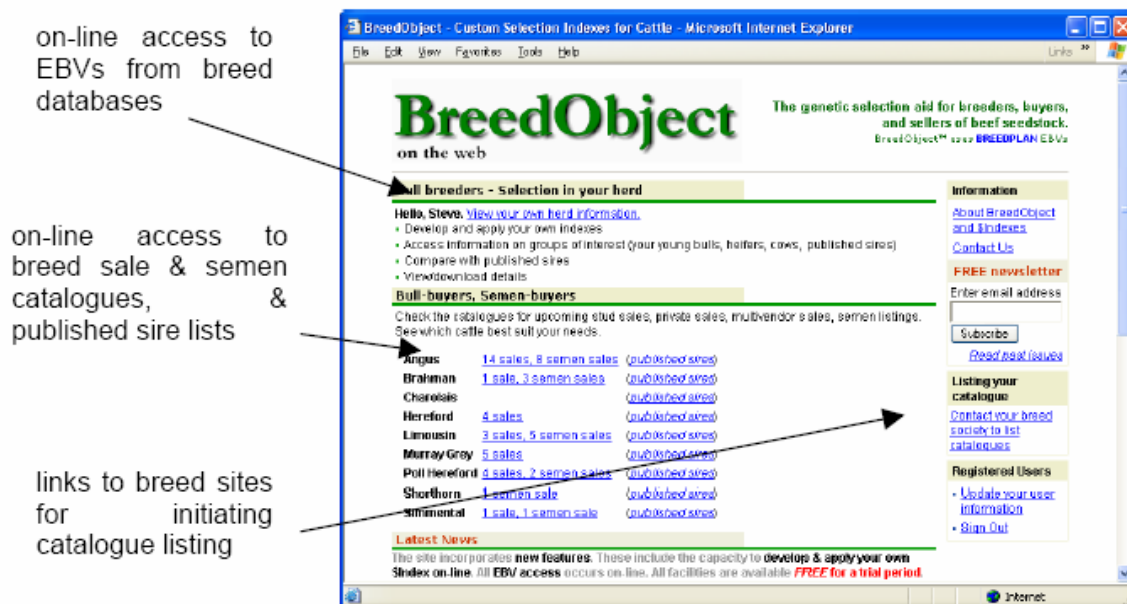 on-line access to
EBVs from breed
databases
on-line access to
breed sale & semen
catalogues, &
published sire lists
links to breed sites
for initiating
catalogue listing
BreedObject - Custom Selection Indexes for Cattle - Microsoft Internet Explorer
File Edit View Favorites Tools Help
Links »
BreedObject
on the web
The genetic selection aid for breeders, buyers,
and sellers of beef seedstock.
BreedObject™ uses BREEDPLAN EBVs
Bull breeders - Selection in your herd
Hello, Steve. View your own herd information.
• Develop and apply your own indexes
• Access information on groups of interest (your young bulls, heifers, cows, published sires)
• Compare with published sires
• View/download details
Bull-buyers, Semen-buyers
Check the catalogues for upcoming stud sales, private sales, multivendor sales, semen listings.
See which cattle best suit your needs.
Angus 14 sales, 8 semen sales (published sires)
Brahman 1 sale, 3 semen sales (published sires)
Charolais (published sires)
Hereford 4 sales (published sires)
Limousin 3 sales, 5 semen sales (published sires)
Murray Grey 5 sales (published sires)
Poll Hereford 4 sales, 2 semen sales (published sires)
Shorthorn 1 semen sale (published sires)
Simmental 1 sale, 1 semen sale (published sires)
Latest News
The site incorporates new features. These include the capacity to develop & apply your own
$Index on-line. All EBV access occurs on-line. All facilities are available FREE for a trial period.
Information
About BreedObject
and $Indexes
Contact Us
FREE newsletter
Enter email address
Subscribe
Read past issues
Listing your
catalogue
Contact your breed
society to list
catalogues
Registered Users
• Update your user
information
• Sign Out
Internet